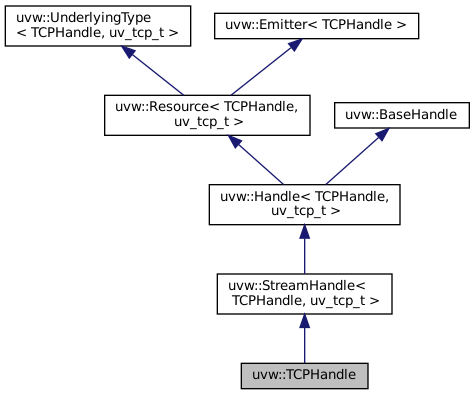 uvw::UnderlyingType
< TCPHandle, uv_tcp_t >
uvw::Emitter< TCPHandle >
uvw::Resource< TCPHandle,
uv_tcp_t >
uvw::BaseHandle
uvw::Handle< TCPHandle,
uv_tcp_t >
uvw::StreamHandle<
TCPHandle, uv_tcp_t >
uvw::TCPHandle